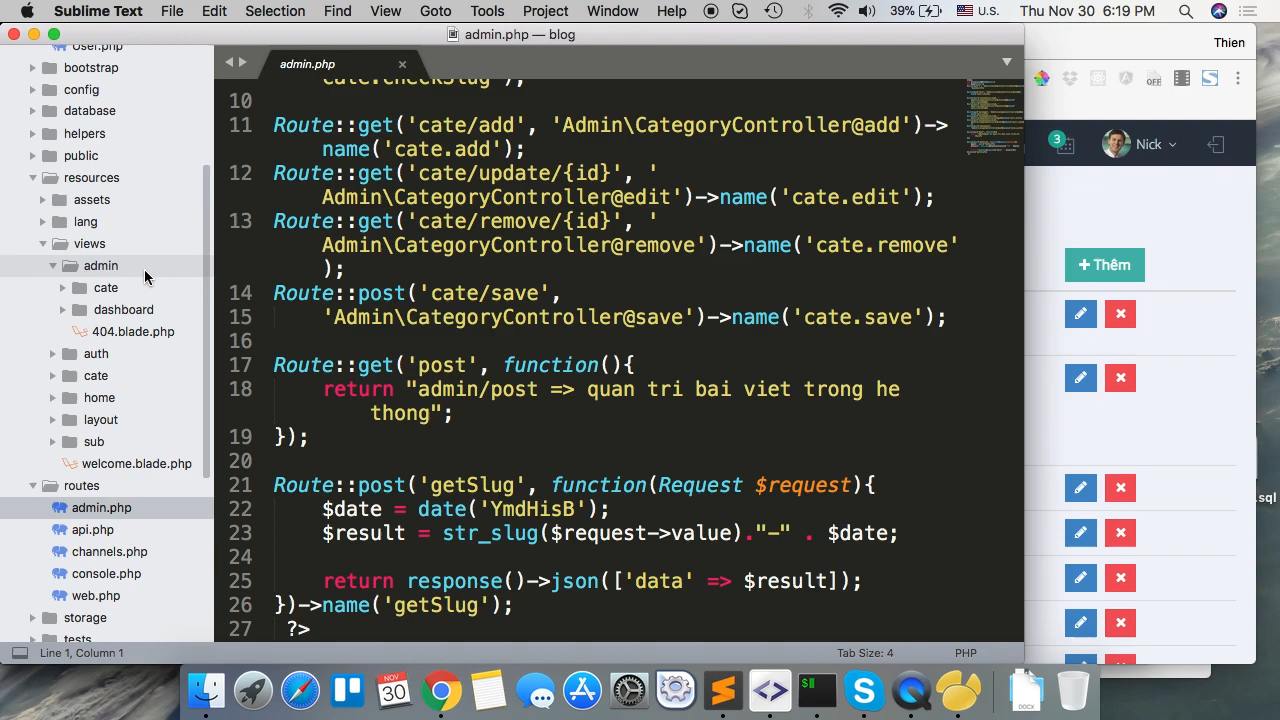 Sublime Text File Edit Selection Find View Goto Tools Project Window Help 39% U.S. Thu Nov 30 6:19 PM
admin.php — blog
Thien
User.php
bootstrap
config
database
helpers
public
resources
assets
lang
views
admin
cate
dashboard
404.blade.php
auth
cate
home
layout
sub
welcome.blade.php
routes
admin.php
api.php
channels.php
console.php
web.php
storage
tests
admin.php
cate.checkSlug');
10
11 Route::get('cate/add', 'Admin\CategoryController@add')->
name('cate.add');
12 Route::get('cate/update/{id}', '
Admin\CategoryController@edit')->name('cate.edit');
13 Route::get('cate/remove/{id}', '
Admin\CategoryController@remove')->name('cate.remove'
);
14 Route::post('cate/save',
15 'Admin\CategoryController@save')->name('cate.save');
16
17 Route::get('post', function(){
18 return "admin/post => quan tri bai viet trong he
thong";
19 });
20
21 Route::post('getSlug', function(Request $request){
22 $date = date('YmdHisB');
23 $result = str_slug($request->value)."-" . $date;
24
25 return response()->json(['data' => $result]);
26 })->name('getSlug');
27 ?>
OFF
3
Nick
+ Thêm
.sql
Line 1, Column 1
Tab Size: 4
PHP
NOV
30
$
DOCX